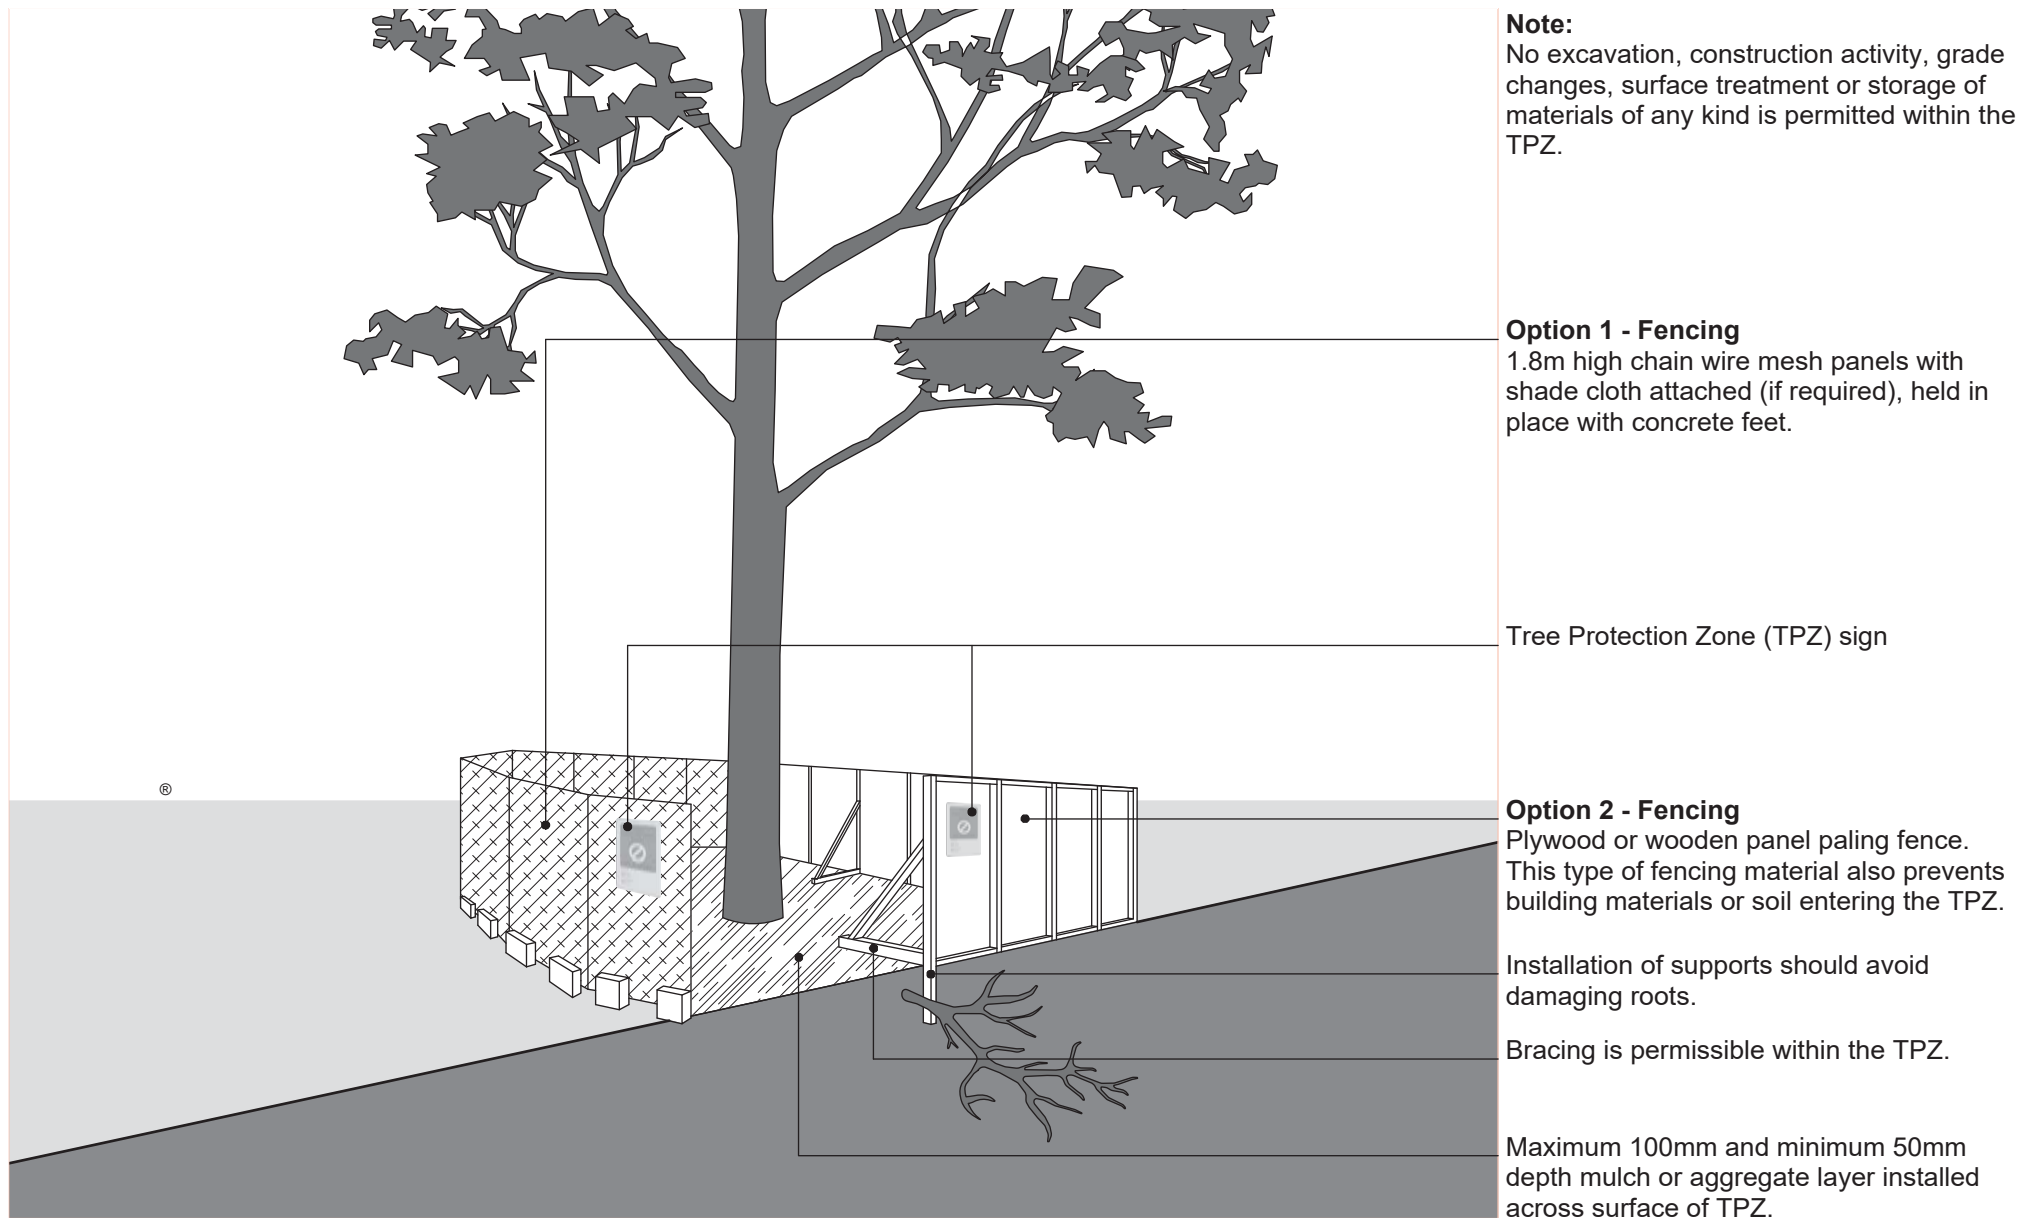 Note:
No excavation, construction activity, grade
changes, surface treatment or storage of
materials of any kind is permitted within the
TPZ.
Option 1 - Fencing
1.8m high chain wire mesh panels with
shade cloth attached (if required), held in
place with concrete feet.
Tree Protection Zone (TPZ) sign
®
Option 2 - Fencing
Plywood or wooden panel paling fence.
This type of fencing material also prevents
building materials or soil entering the TPZ.
Installation of supports should avoid
damaging roots.
Bracing is permissible within the TPZ.
Maximum 100mm and minimum 50mm
depth mulch or aggregate layer installed
across surface of TPZ.